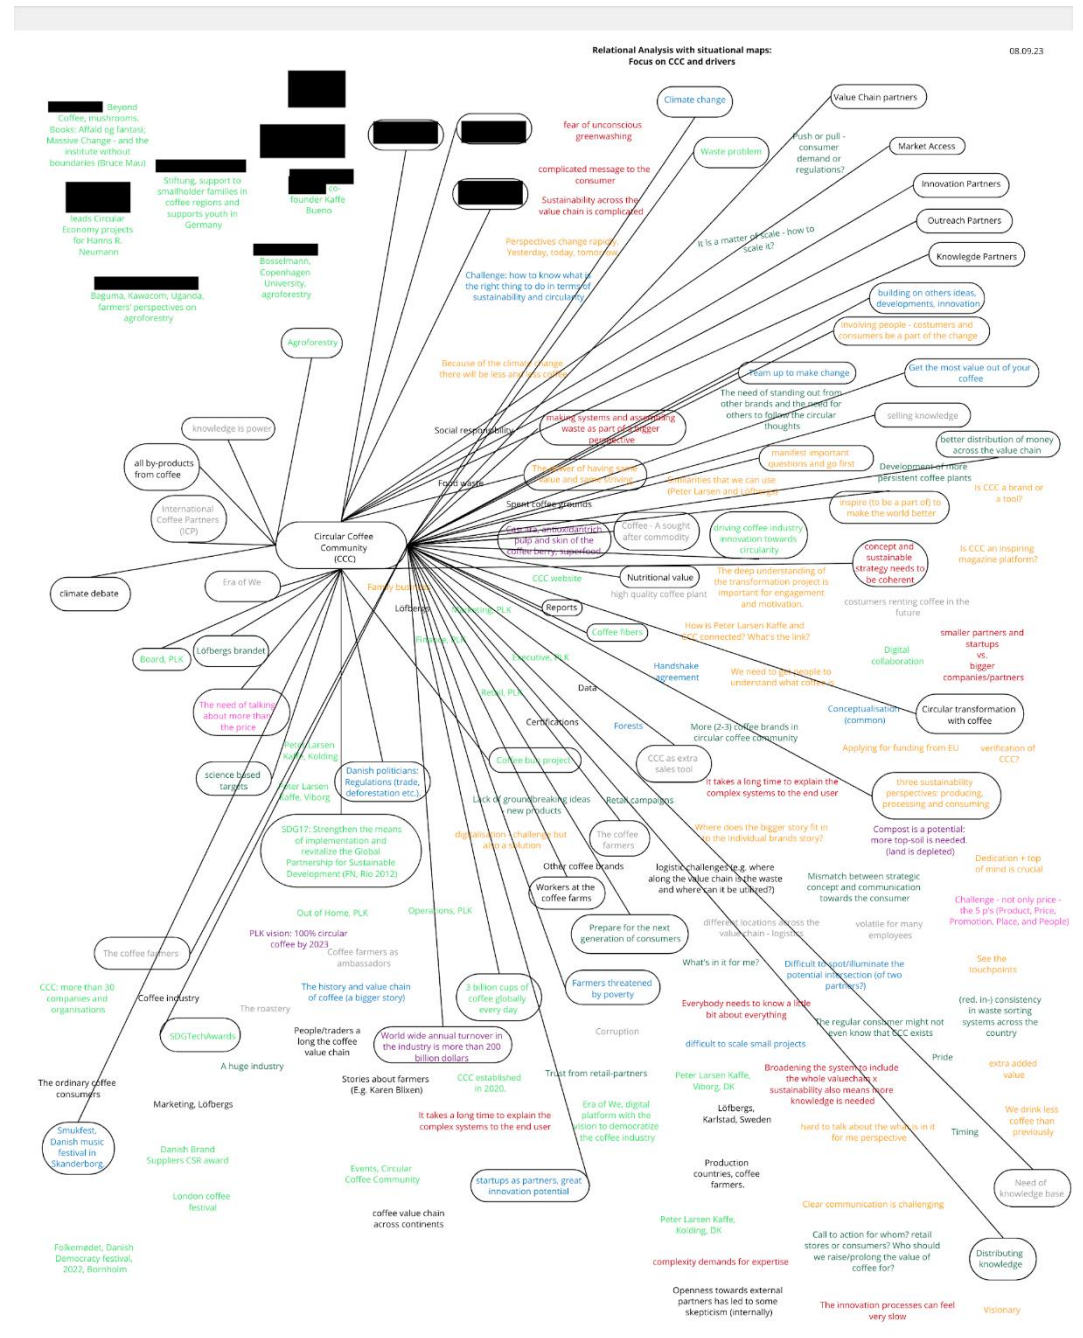 Relational Analysis with situational maps:
Focus on CCC and drivers
08.09.23
Beyond
Coffee, mushrooms.
Books: Affald og fantasi;
Massive Change - and the
institute without
boundaries (Bruce Mau)
Stiftung, support to
smallholder families in
coffee regions and
supports youth in
Germany
co-
founder Kaffe
Bueno
leads Circular
Economy projects
for Hanns R.
Neumann
Bosselmann,
Copenhagen
University,
agroforestry
Baguma, Kawacom, Uganda,
farmers' perspectives on
agroforestry
Agroforestry
Climate change
Value Chain partners
fear of unconscious
greenwashing
Waste problem
Push or pull -
consumer
demand or
regulations?
Market Access
complicated message to the
consumer
Innovation Partners
Sustainability across the
value chain is complicated
Outreach Partners
Perspectives change rapidly.
Yesterday, today, tomorrow
It is a matter of scale - how to
scale it?
Knowlegde Partners
Challenge: how to know what is
the right thing to do in terms of
sustainability and circularity
building on others ideas,
developments, innovation
involving people - costumers and
consumers be a part of the change
Because of the climate change
there will be less and less coffee
Team up to make change
Get the most value out of your
coffee
The need of standing out from
other brands and the need for
others to follow the circular
thoughts
selling knowledge
knowledge is power
Social responsibility
making systems and assembling
waste as part of a bigger
perspective
better distribution of money
across the value chain
all by-products
from coffee
manifest important
questions and go first
Development of more
persistent coffee plants
The power of having same
value and same striving
Food waste
Similarities that we can use
(Peter Larsen and Löfbergs)
Is CCC a brand or
a tool?
International
Coffee Partners
(ICP)
Spent coffee grounds
inspire (to be a part of) to
make the world better
Circular Coffee
Community
(CCC)
Cascara, antioxidantrich
pulp and skin of the
coffee berry, superfood
Coffee - A sought
after commodity
driving coffee industry
innovation towards
circularity
concept and
sustainable
strategy needs to
be coherent
Is CCC an inspiring
magazine platform?
Era of We
climate debate
Family business
CCC website
Nutritional value
high quality coffee plant
The deep understanding of
the transformation project is
important for engagement
and motivation.
costumers renting coffee in the
future
Löfbergs
Marketing, PLK
Reports
Finance, PLK
Coffee fibers
How is Peter Larsen Kaffe and
CCC connected? What's the link?
smaller partners and
startups
vs.
bigger
companies/partners
Board, PLK
Löfbergs brandet
Executive, PLK
Handshake
agreement
Digital
collaboration
We need to get people to
understand what coffee is
Retail, PLK
Data
The need of talking
about more than
the price
Certifications
Forests
Conceptualisation
(common)
Circular transformation
with coffee
More (2-3) coffee brands in
circular coffee community
Peter Larsen
Kaffe, Kolding
Coffee bun project
CCC as extra
sales tool
Applying for funding from EU
verification of
CCC?
science based
targets
Peter Larsen
Kaffe, Viborg
Danish politicians:
Regulations (trade,
deforestation etc.)
It takes a long time to explain the
complex systems to the end user
three sustainability
perspectives: producing,
processing and consuming
Lack of groundbreaking ideas
new products
Retail campaigns
SDG17: Strengthen the means
of implementation and
revitalize the Global
Partnership for Sustainable
Development (FN, Rio 2012)
digitalisation - challenge but
also a solution
The coffee
farmers
Where does the bigger story fit in
to the individual brands story?
Compost is a potential:
more top-soil is needed.
(land is depleted)
Other coffee brands
logistic challenges (e.g. where
along the value chain is the waste
and where can it be utilized?)
Dedication + top
of mind is crucial
Workers at the
coffee farms
Mismatch between strategic
concept and communication
towards the consumer
Out of Home, PLK
Operations, PLK
Challenge - not only price -
the 5 p's (Product, Price,
Promotion, Place, and People)
Prepare for the next
generation of consumers
different locations across the
value chain - logistics
volatile for many
employees
PLK vision: 100% circular
coffee by 2023
The coffee farmers
Coffee farmers as
ambassadors
What's in it for me?
Difficult to spot/illuminate the
potential intersection (of two
partners?)
See the
touchpoints
CCC: more than 30
companies and
organisations
Coffee industry
The history and value chain
of coffee (a bigger story)
3 billion cups of
coffee globally
every day
Farmers threatened
by poverty
The roastery
Everybody needs to know a little
bit about everything
(red. in-) consistency
in waste sorting
systems across the
country
SDGTechAwards
People/traders a
long the coffee
value chain
World wide annual turnover in
the industry is more than 200
billion dollars
Corruption
The regular consumer might not
even know that CCC exists
difficult to scale small projects
Pride
A huge industry
Broadening the system to include
the whole valuechain x
sustainability also means more
knowledge is needed
extra added
value
The ordinary coffee
consumers
Stories about farmers
(E.g. Karen Blixen)
CCC established
in 2020.
Trust from retail-partners
Peter Larsen Kaffe,
Viborg, DK
Marketing, Löfbergs
It takes a long time to explain the
complex systems to the end user
Era of We, digital
platform with the
vision to democratize
the coffee industry
Löfbergs,
Karlstad, Sweden
hard to talk about the what is in it
for me perspective
Timing
We drink less
coffee than
previously
Smukfest,
Danish music
festival in
Skanderborg
Danish Brand
Suppliers CSR award
Events, Circular
Coffee Community
startups as partners, great
innovation potential
Production
countries, coffee
farmers.
Need of
knowledge base
London coffee
festival
coffee value chain
across continents
Clear communication is challenging
Peter Larsen Kaffe,
Kolding, DK
Call to action for whom? retail
stores or consumers? Who should
we raise/prolong the value of
coffee for?
Folkemødet, Danish
Democracy festival,
2022, Bornholm
complexity demands for expertise
Distributing
knowledge
Openness towards external
partners has led to some
skepticism (internally)
The innovation processes can feel
very slow
Visionary